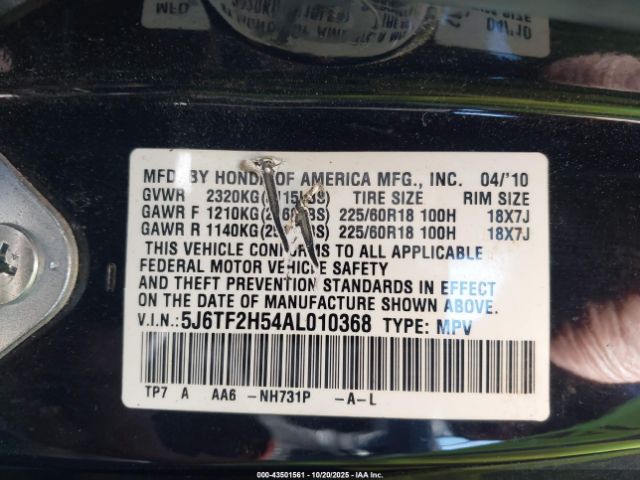 MFD. BY HONDA OF AMERICA MFG., INC. 04/'10
GVWR 2320KG( TIRE SIZE RIM SIZE
GAWR F 1210KG( 225/60R18 100H 18X7J
GAWR R 1140KG( 225/60R18 100H 18X7J
THIS VEHICLE CONFORMS TO ALL APPLICABLE
FEDERAL MOTOR VEHICLE SAFETY
AND THEFT PREVENTION STANDARDS IN EFFECT
ON THE DATE OF MANUFACTURE SHOWN ABOVE.
V.I.N.: 5J6TF2H54AL010368 TYPE: MPV
TP7 A AA6 -NH731P -A-L
000-43501561 | 10/20/2025 - IAA Inc.